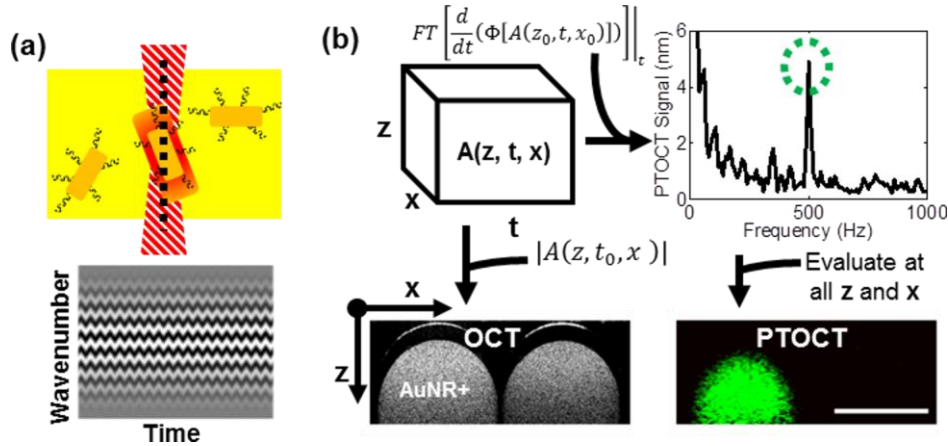 (a)
Wavenumber
Time
(b)
FT [d/dt (Φ[A(z₀, t, x₀)])]|ₜ
z
x
A(z, t, x)
t
PTOCT Signal (nm)
6
4
2
0
0
500
1000
Frequency (Hz)
|A(z, t₀, x )|
Evaluate at
all z and x
x
z
OCT
AuNR+
PTOCT